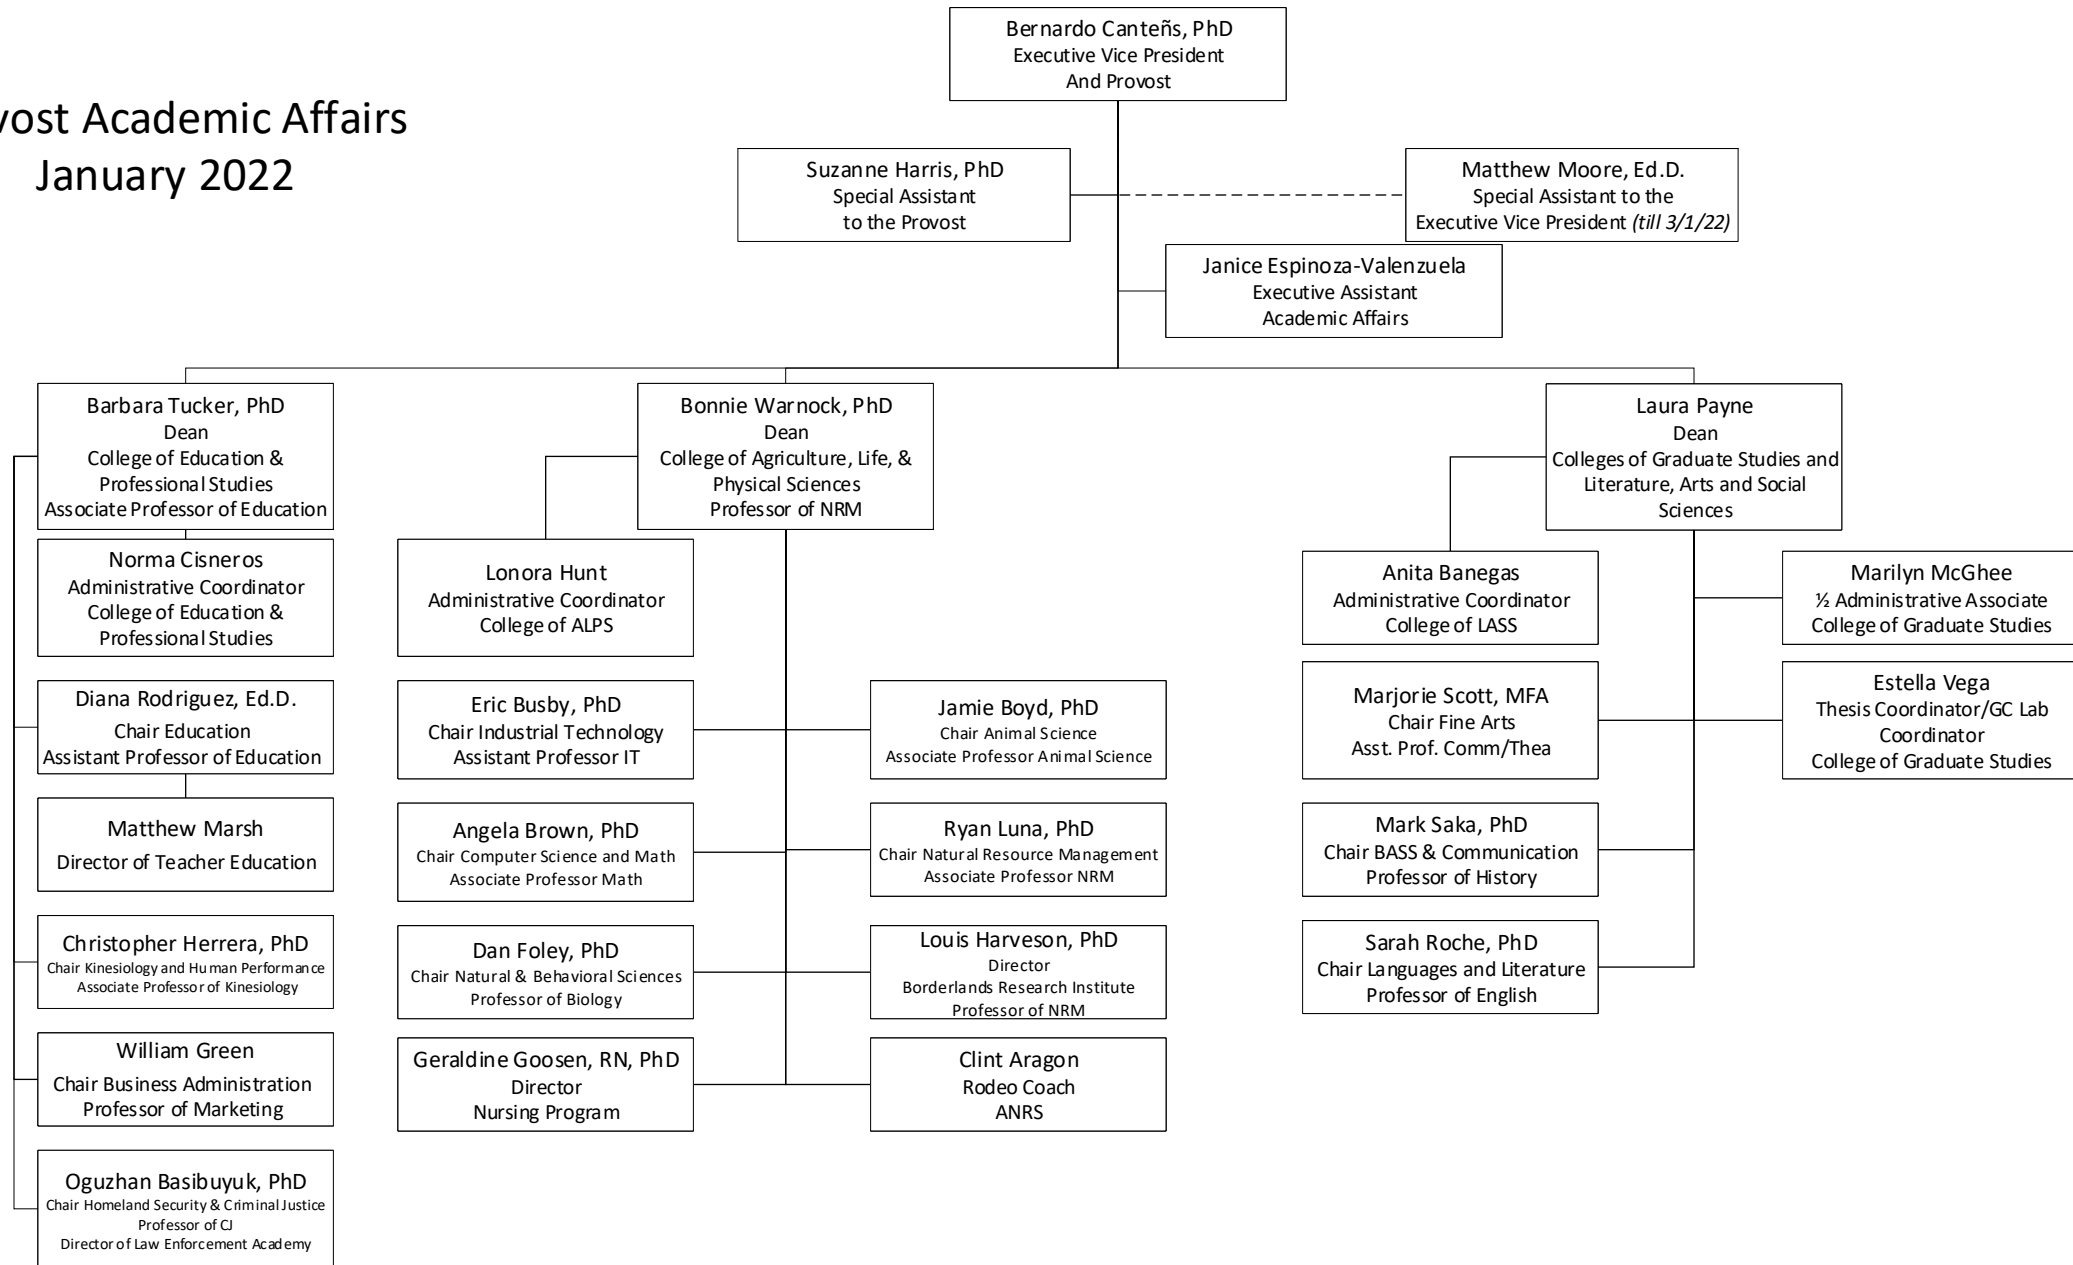 Bernardo Canteñs, PhD
Executive Vice President
And Provost
vost Academic Affairs
January 2022
Suzanne Harris, PhD
Special Assistant
to the Provost
Matthew Moore, Ed.D.
Special Assistant to the
Executive Vice President (till 3/1/22)
Janice Espinoza-Valenzuela
Executive Assistant
Academic Affairs
Barbara Tucker, PhD
Dean
College of Education &
Professional Studies
Associate Professor of Education
Bonnie Warnock, PhD
Dean
College of Agriculture, Life, &
Physical Sciences
Professor of NRM
Laura Payne
Dean
Colleges of Graduate Studies and
Literature, Arts and Social
Sciences
Norma Cisneros
Administrative Coordinator
College of Education &
Professional Studies
Lonora Hunt
Administrative Coordinator
College of ALPS
Anita Banegas
Administrative Coordinator
College of LASS
Marilyn McGhee
½ Administrative Associate
College of Graduate Studies
Diana Rodriguez, Ed.D.
Chair Education
Assistant Professor of Education
Eric Busby, PhD
Chair Industrial Technology
Assistant Professor IT
Jamie Boyd, PhD
Chair Animal Science
Associate Professor Animal Science
Marjorie Scott, MFA
Chair Fine Arts
Asst. Prof. Comm/Thea
Estella Vega
Thesis Coordinator/GC Lab
Coordinator
College of Graduate Studies
Matthew Marsh
Director of Teacher Education
Angela Brown, PhD
Chair Computer Science and Math
Associate Professor Math
Ryan Luna, PhD
Chair Natural Resource Management
Associate Professor NRM
Mark Saka, PhD
Chair BASS & Communication
Professor of History
Christopher Herrera, PhD
Chair Kinesiology and Human Performance
Associate Professor of Kinesiology
Dan Foley, PhD
Chair Natural & Behavioral Sciences
Professor of Biology
Louis Harveson, PhD
Director
Borderlands Research Institute
Professor of NRM
Sarah Roche, PhD
Chair Languages and Literature
Professor of English
William Green
Chair Business Administration
Professor of Marketing
Geraldine Goosen, RN, PhD
Director
Nursing Program
Clint Aragon
Rodeo Coach
ANRS
Oguzhan Basibuyuk, PhD
Chair Homeland Security & Criminal Justice
Professor of CJ
Director of Law Enforcement Academy